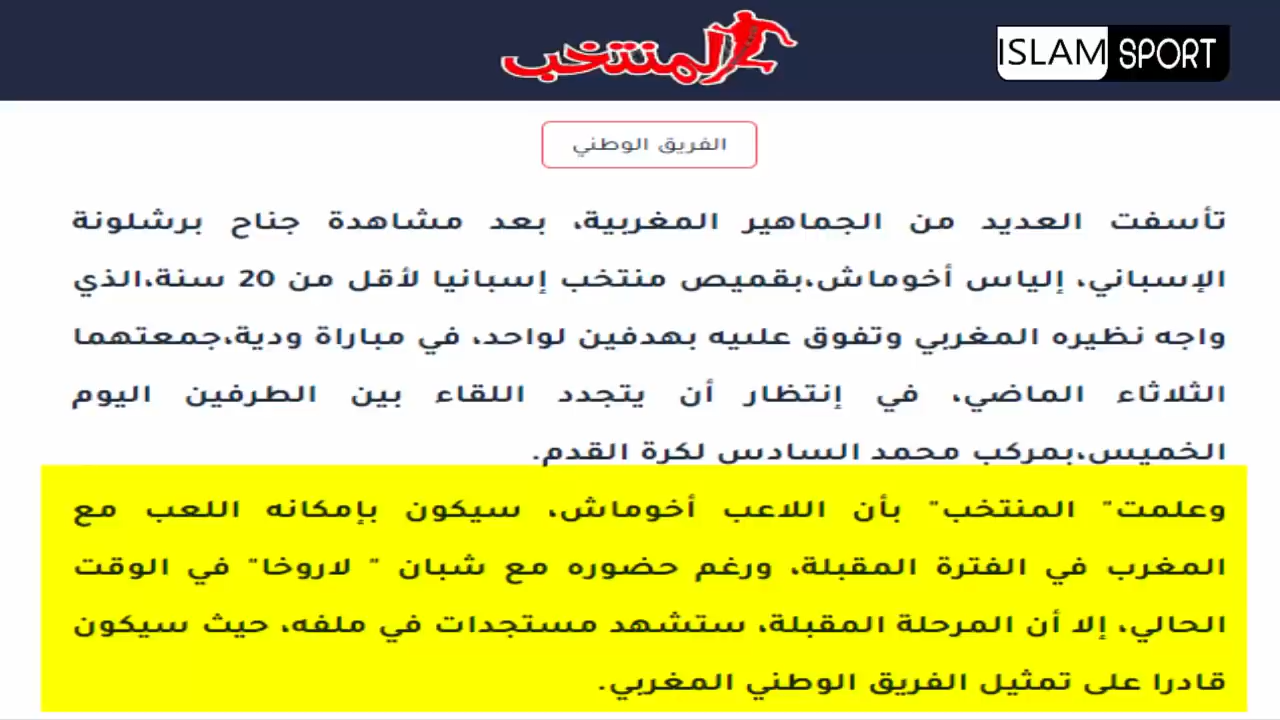 المنتخب
ISLAM SPORT
الفريق الوطني
تأسفت العديد من الجماهير المغربية، بعد مشاهدة جناح برشلونة
الإسباني، إلياس أخوماش،بقميص منتخب إسبانيا لأقل من 20 سنة،الذي
واجه نظيره المغربي وتفوق علىيه بهدفين لواحد، في مباراة ودية،جمعتهما
الثلاثاء الماضي، في إنتظار أن يتجدد اللقاء بين الطرفين اليوم
الخميس،بمركب محمد السادس لكرة القدم.
وعلمت" المنتخب" بأن اللاعب أخوماش، سيكون بإمكانه اللعب مع
المغرب في الفترة المقبلة، ورغم حضوره مع شبان " لاروخا" في الوقت
الحالي، إلا أن المرحلة المقبلة، ستشهد مستجدات في ملفه، حيث سيكون
قادرا على تمثيل الفريق الوطني المغربي.